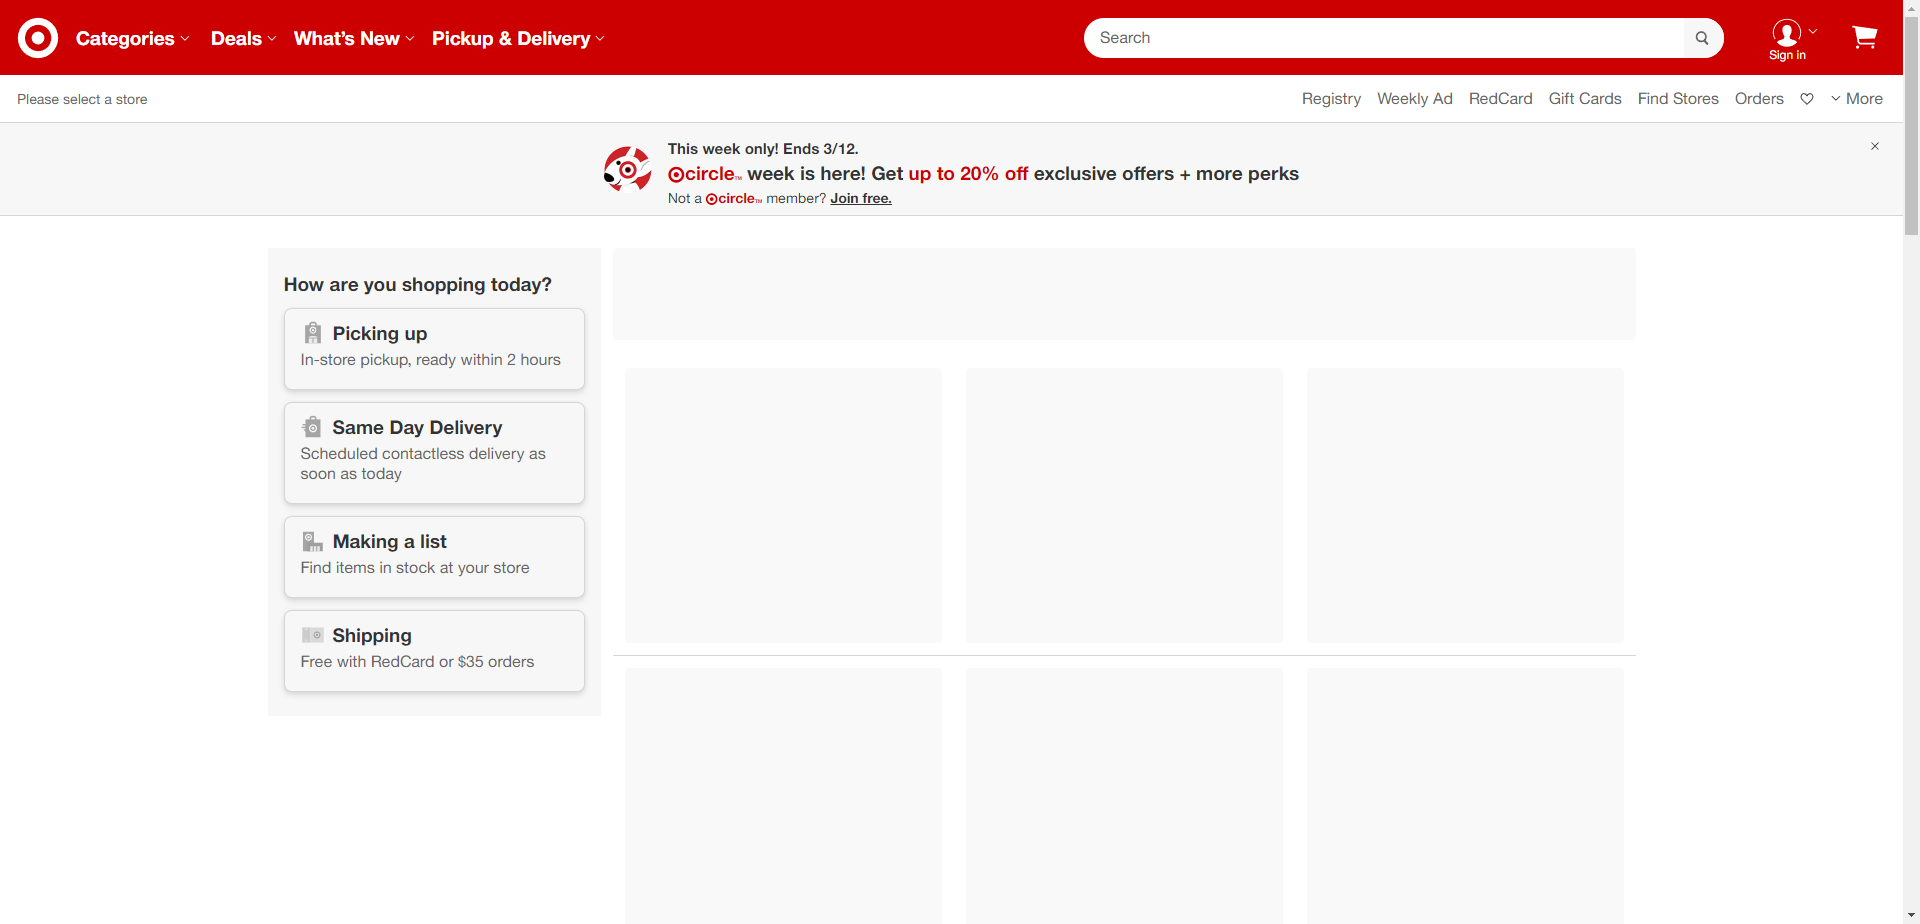 Categories Deals What's New Pickup & Delivery Search Sign in
Please select a store Registry Weekly Ad RedCard Gift Cards Find Stores Orders More
This week only! Ends 3/12.
circle™ week is here! Get up to 20% off exclusive offers + more perks
Not a circle™ member? Join free.
How are you shopping today?
Picking up
In-store pickup, ready within 2 hours
Same Day Delivery
Scheduled contactless delivery as
soon as today
Making a list
Find items in stock at your store
Shipping
Free with RedCard or $35 orders